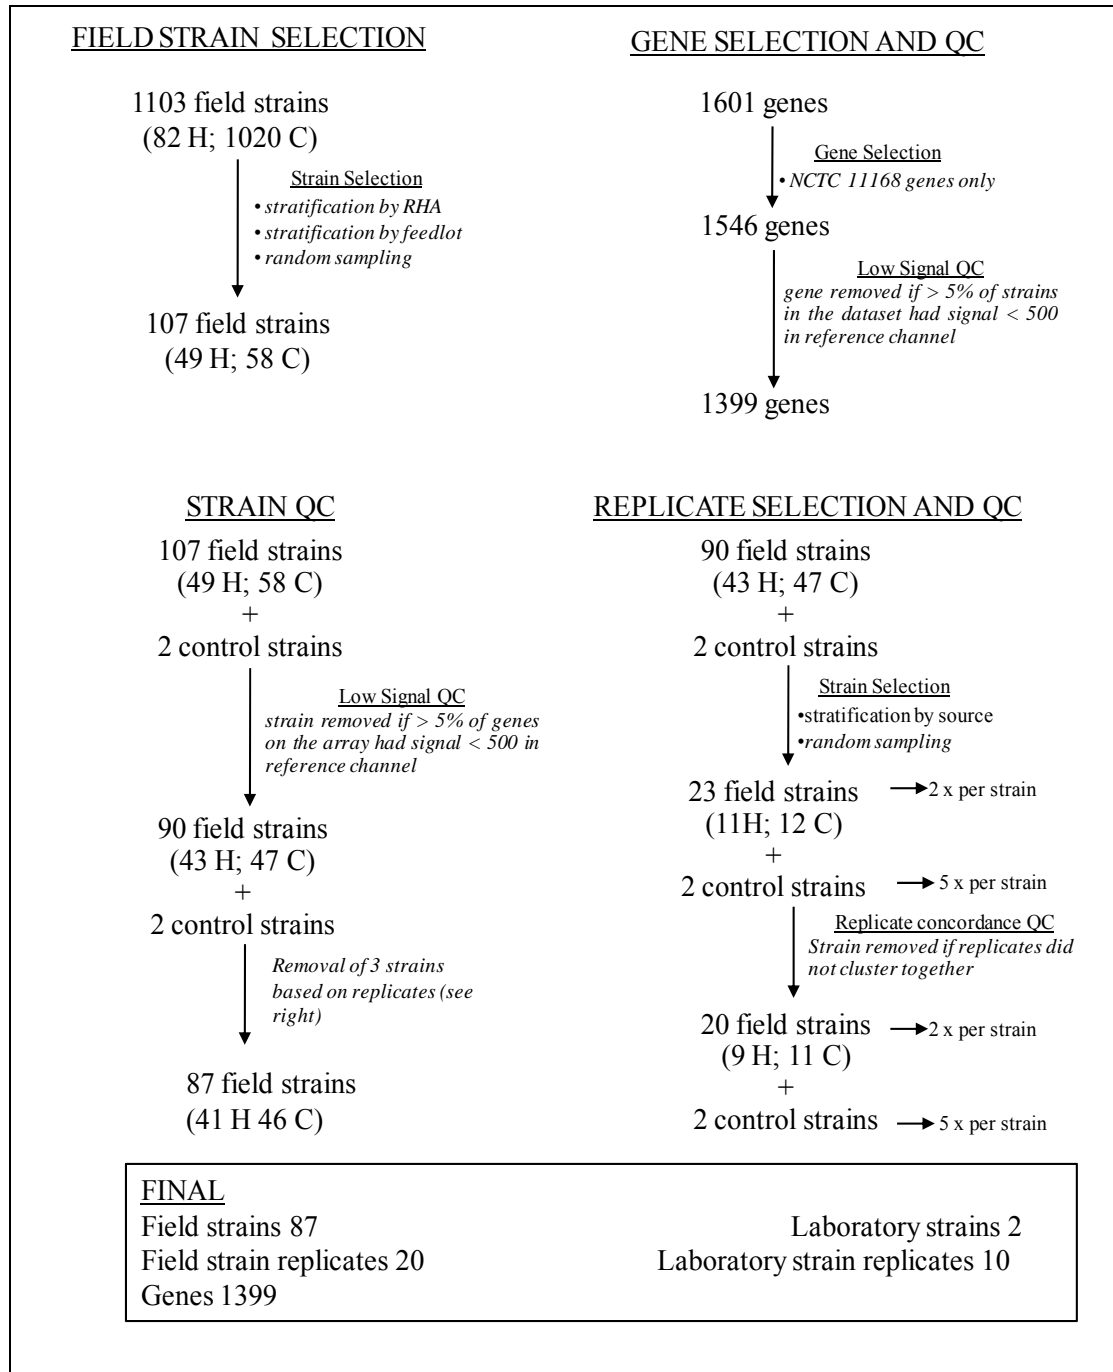 FIELD STRAIN SELECTION
1103 field strains
(82 H; 1020 C)
Strain Selection
• stratification by RHA
• stratification by feedlot
• random sampling
107 field strains
(49 H; 58 C)
GENE SELECTION AND QC
1601 genes
Gene Selection
• NCTC 11168 genes only
1546 genes
Low Signal QC
gene removed if > 5% of strains
in the dataset had signal < 500
in reference channel
1399 genes
STRAIN QC
107 field strains
(49 H; 58 C)
+
2 control strains
Low Signal QC
strain removed if > 5% of genes
on the array had signal < 500 in
reference channel
90 field strains
(43 H; 47 C)
+
2 control strains
Removal of 3 strains
based on replicates (see
right)
87 field strains
(41 H 46 C)
REPLICATE SELECTION AND QC
90 field strains
(43 H; 47 C)
+
2 control strains
Strain Selection
•stratification by source
• random sampling
23 field strains 2 x per strain
(11H; 12 C)
+
2 control strains 5 x per strain
Replicate concordance QC
Strain removed if replicates did
not cluster together
20 field strains 2 x per strain
(9 H; 11 C)
+
2 control strains 5 x per strain
FINAL
Field strains 87 Laboratory strains 2
Field strain replicates 20 Laboratory strain replicates 10
Genes 1399